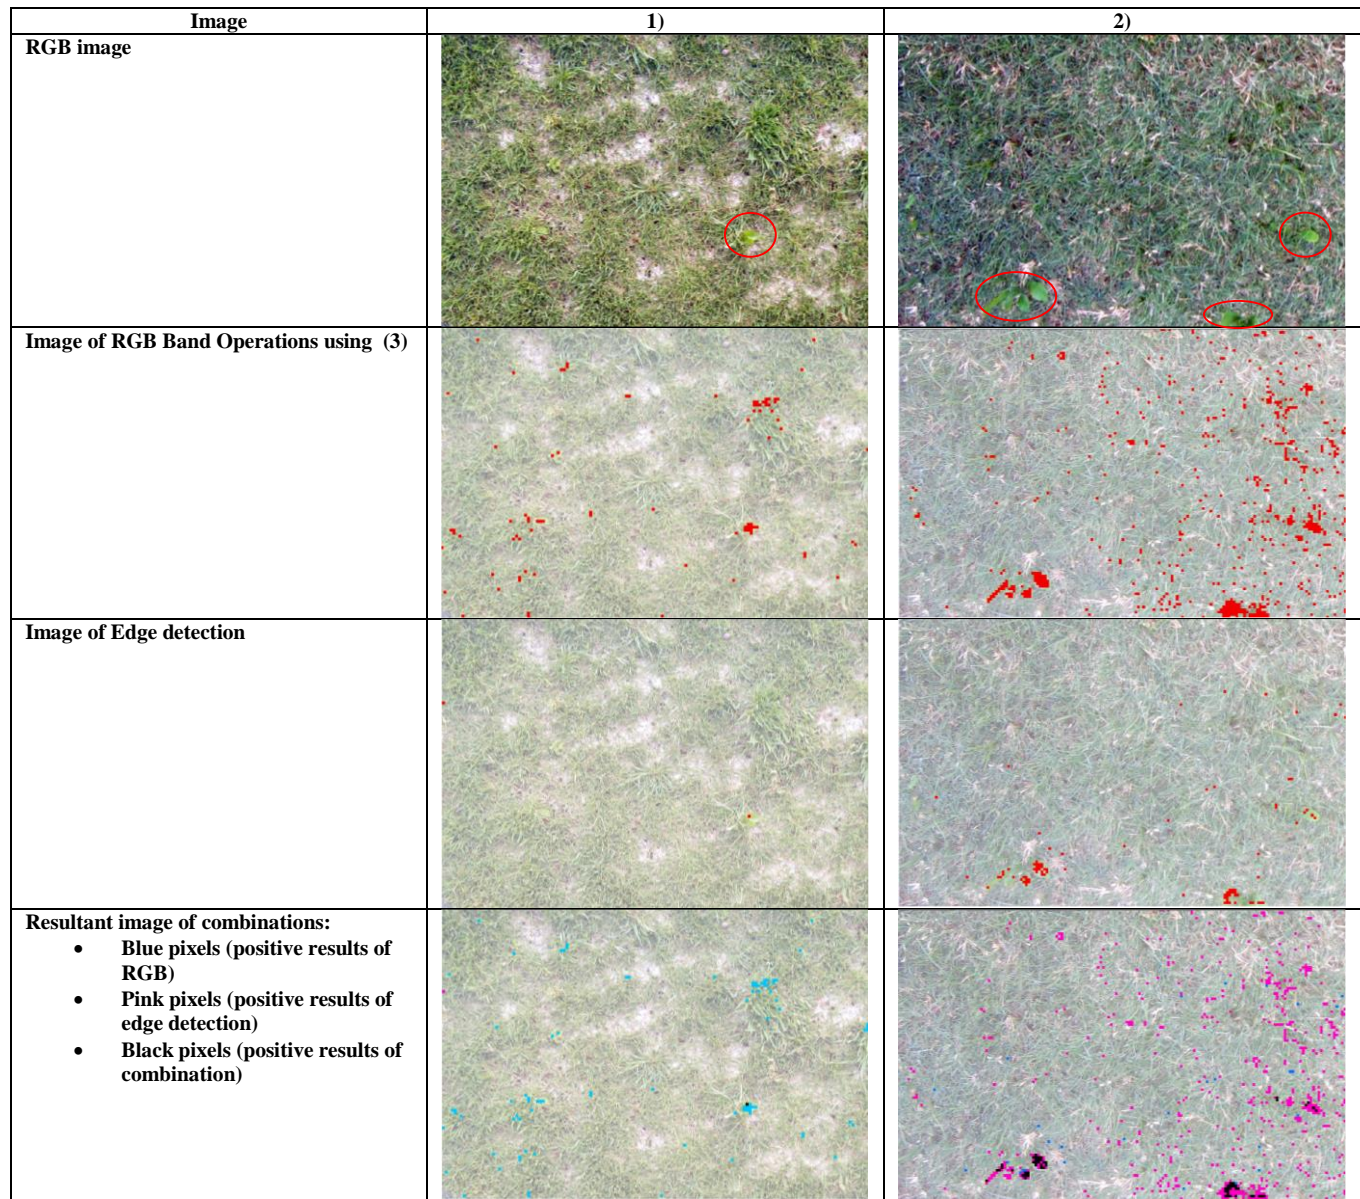 Image
1)
2)
RGB image
Image of RGB Band Operations using (3)
Image of Edge detection
Resultant image of combinations:
• Blue pixels (positive results of
RGB)
• Pink pixels (positive results of
edge detection)
• Black pixels (positive results of
combination)